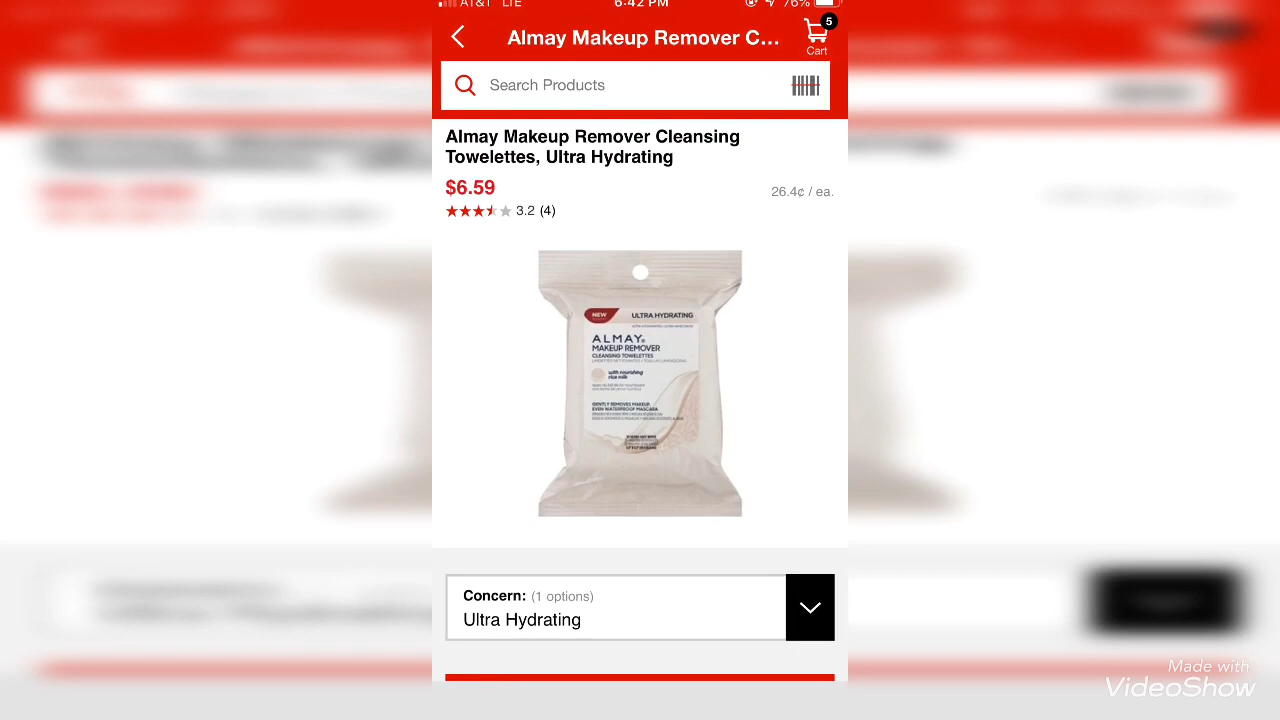 AT&T LTE 6:42 PM 76%
Almay Makeup Remover C...
5
Cart
Search Products
Almay Makeup Remover Cleansing
Towelettes, Ultra Hydrating
$6.59
26.4¢ / ea.
3.2 (4)
NEW
ULTRA HYDRATING
ALMAY
MAKEUP REMOVER
CLEANSING TOWELETTES
with nourishing
rice milk
GENTLY REMOVES MAKEUP,
EVEN WATERPROOF MASCARA
Concern: (1 options)
Ultra Hydrating
Made with
VideoShow